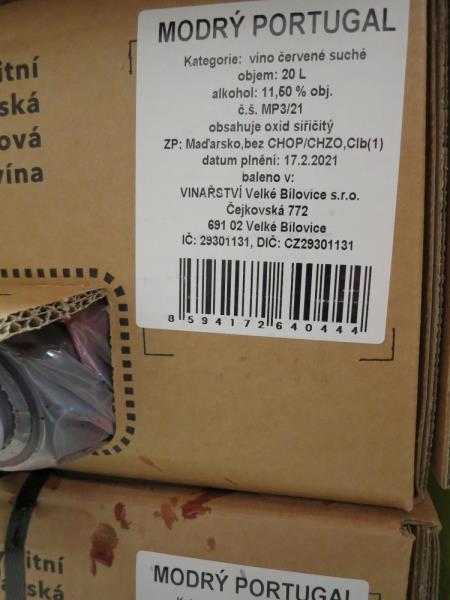 itní
ská
ová
vína
MODRÝ PORTUGAL
Kategorie: víno červené suché
objem: 20 L
alkohol: 11,50 % obj.
č.š. MP3/21
obsahuje oxid siřičitý
ZP: Maďarsko,bez CHOP/CHZO,CIb(1)
datum plnění: 17.2.2021
baleno v:
VINAŘSTVÍ Velké Bílovice s.r.o.
Čejkovská 772
691 02 Velké Bílovice
IČ: 29301131, DIČ: CZ29301131
8 594172 640444
itní
ská
MODRÝ PORTUGAL